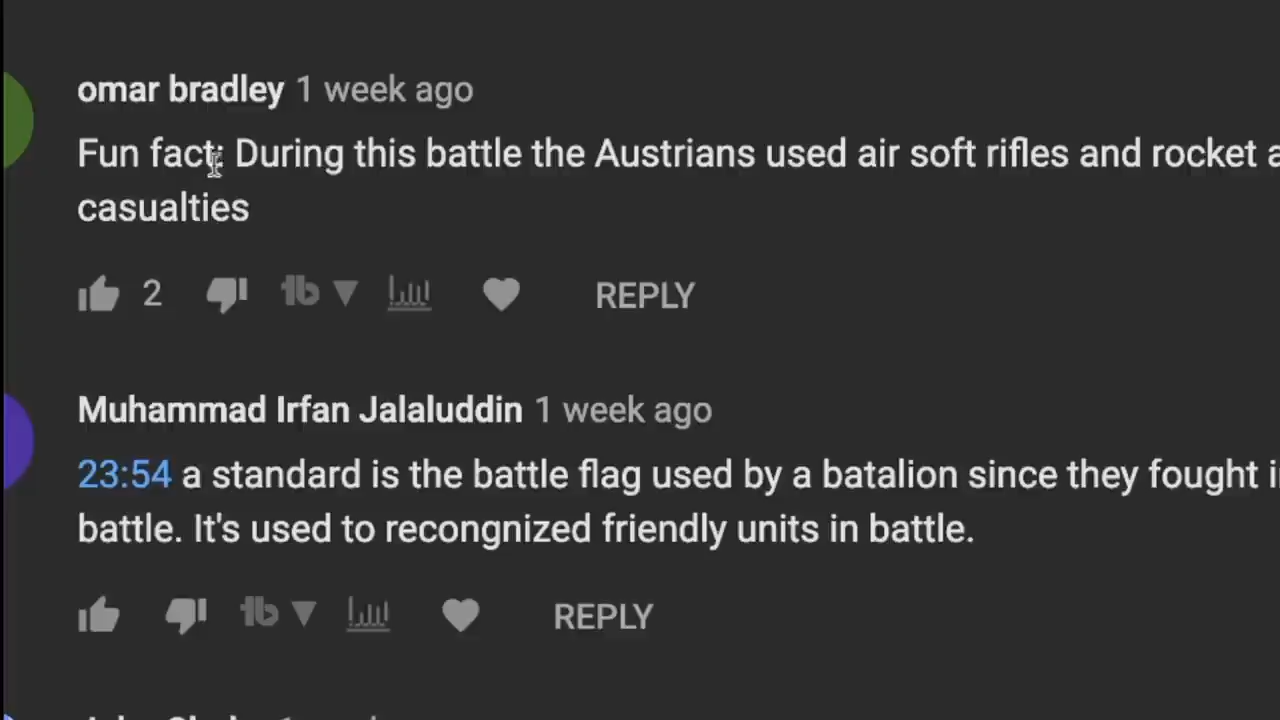 omar bradley 1 week ago
Fun fact: During this battle the Austrians used air soft rifles and rocket
casualties
2 REPLY
Muhammad Irfan Jalaluddin 1 week ago
23:54 a standard is the battle flag used by a batalion since they fought
battle. It's used to recongnized friendly units in battle.
REPLY